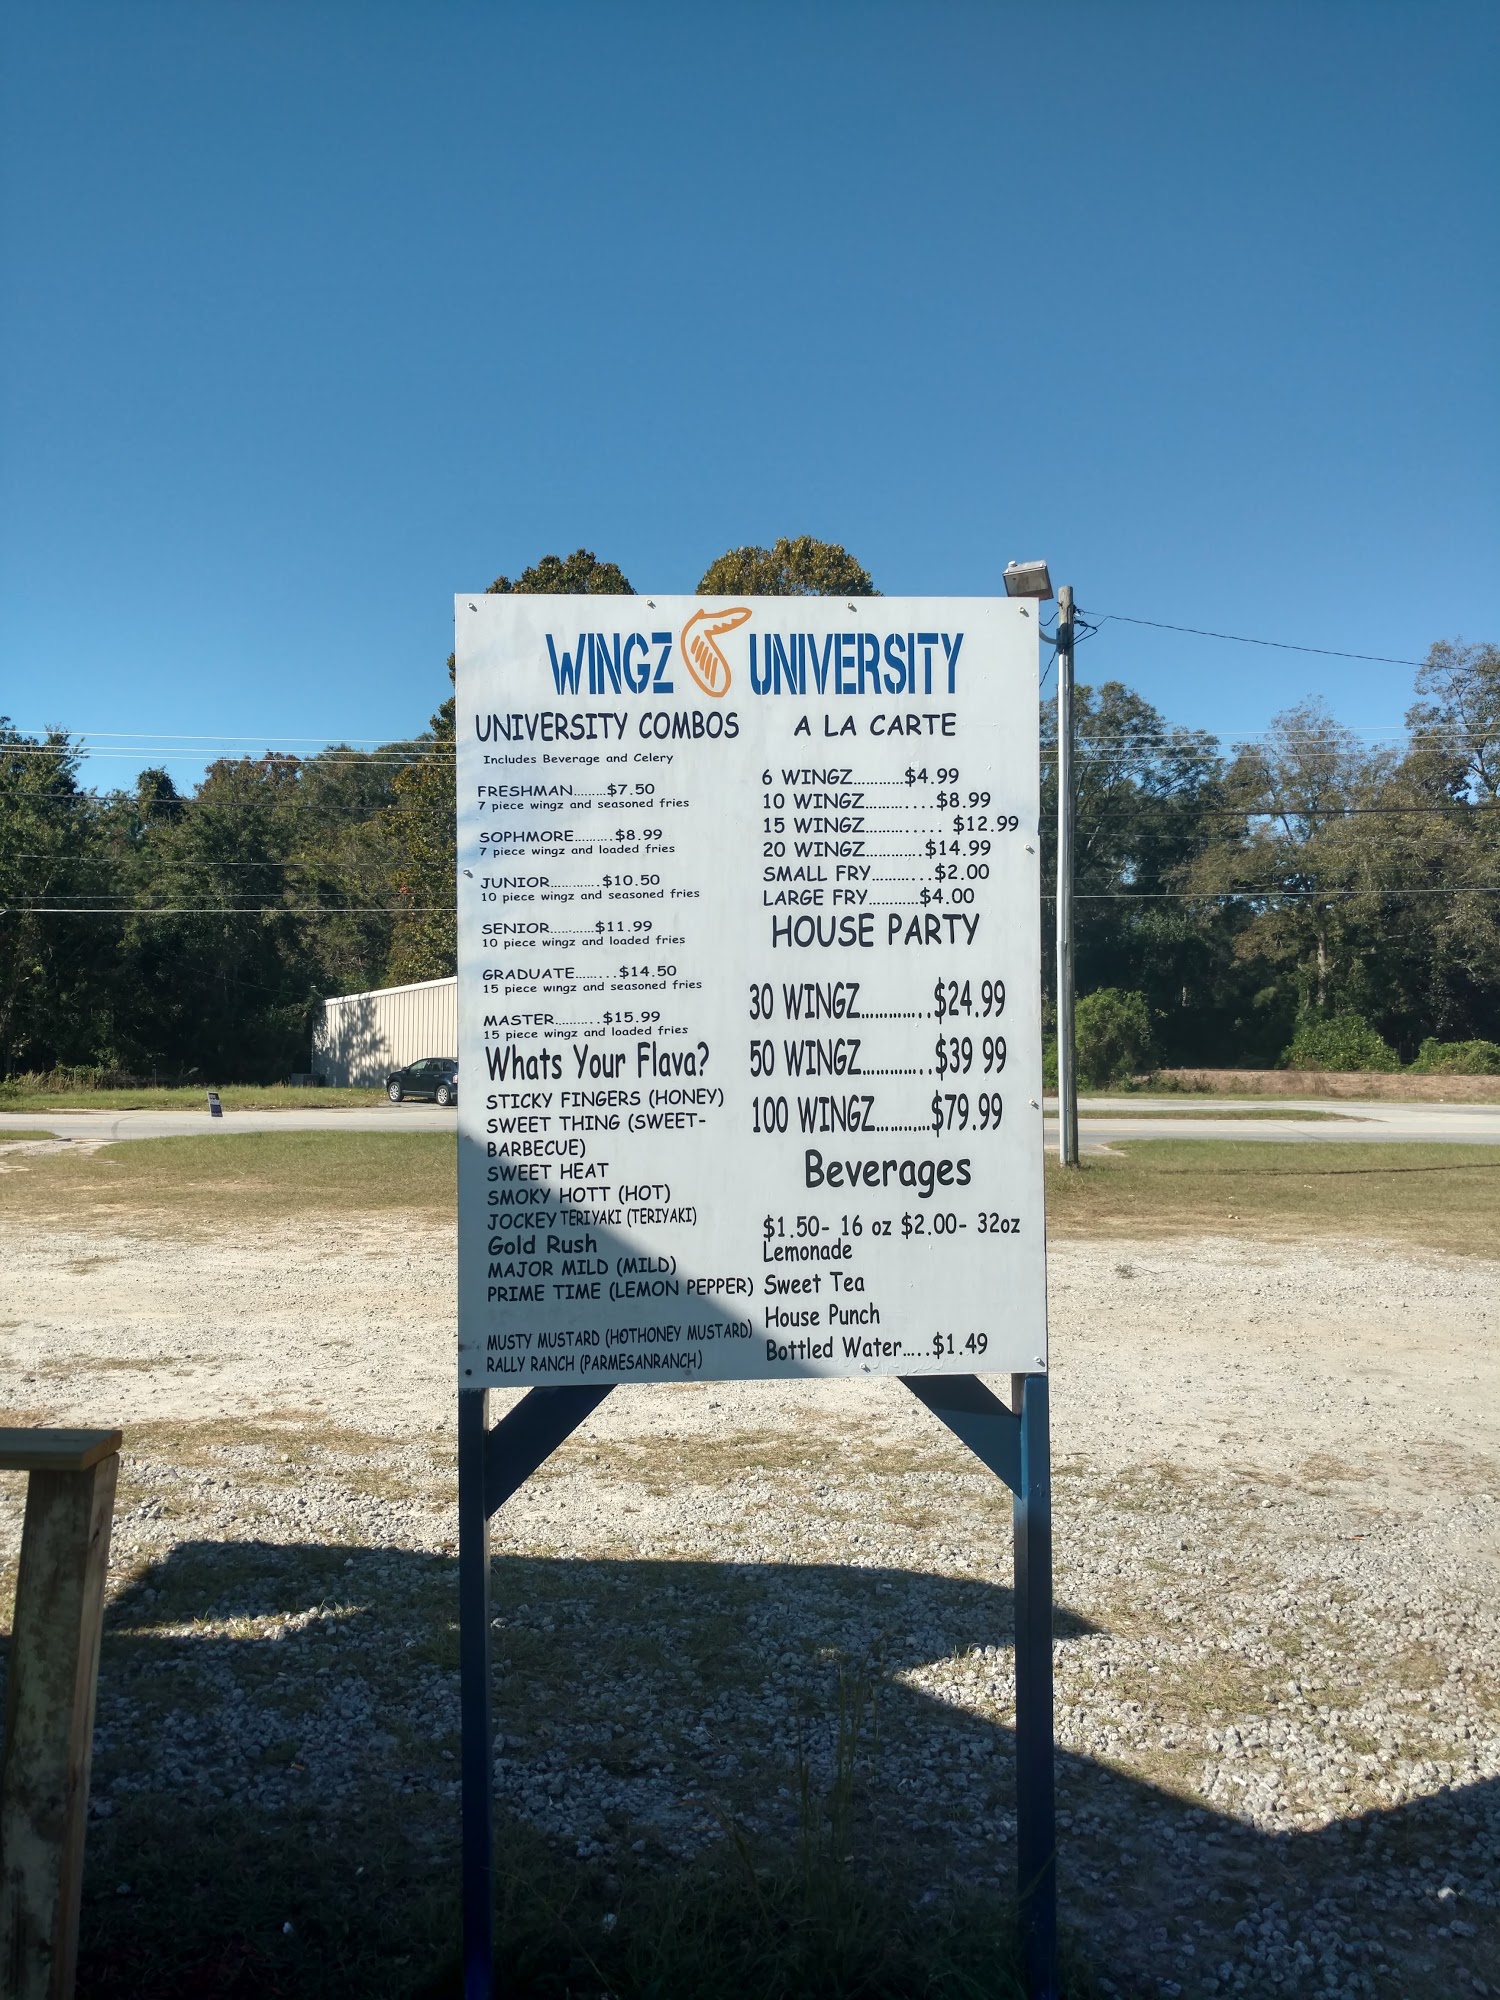 WINGZ UNIVERSITY
UNIVERSITY COMBOS
Includes Beverage and Celery
FRESHMAN.........$7.50
7 piece wingz and seasoned fries
SOPHMORE..........$8.99
7 piece wingz and loaded fries
JUNIOR.............$10.50
10 piece wingz and seasoned fries
SENIOR...........$11.99
10 piece wingz and loaded fries
GRADUATE.........$14.50
15 piece wingz and seasoned fries
MASTER............$15.99
15 piece wingz and loaded fries
Whats Your Flava?
STICKY FINGERS (HONEY)
SWEET THING (SWEET-
BARBECUE)
SWEET HEAT
SMOKY HOTT (HOT)
JOCKEY TERIYAKI (TERIYAKI)
Gold Rush
MAJOR MILD (MILD)
PRIME TIME (LEMON PEPPER)
MUSTY MUSTARD (HOTHONEY MUSTARD)
RALLY RANCH (PARMESANRANCH)
A LA CARTE
6 WINGZ............$4.99
10 WINGZ.............$8.99
15 WINGZ.............. $12.99
20 WINGZ.............$14.99
SMALL FRY............$2.00
LARGE FRY............$4.00
HOUSE PARTY
30 WINGZ..............$24.99
50 WINGZ..............$39 99
100 WINGZ............$79.99
Beverages
$1.50- 16 oz $2.00- 32oz
Lemonade
Sweet Tea
House Punch
Bottled Water.....$1.49